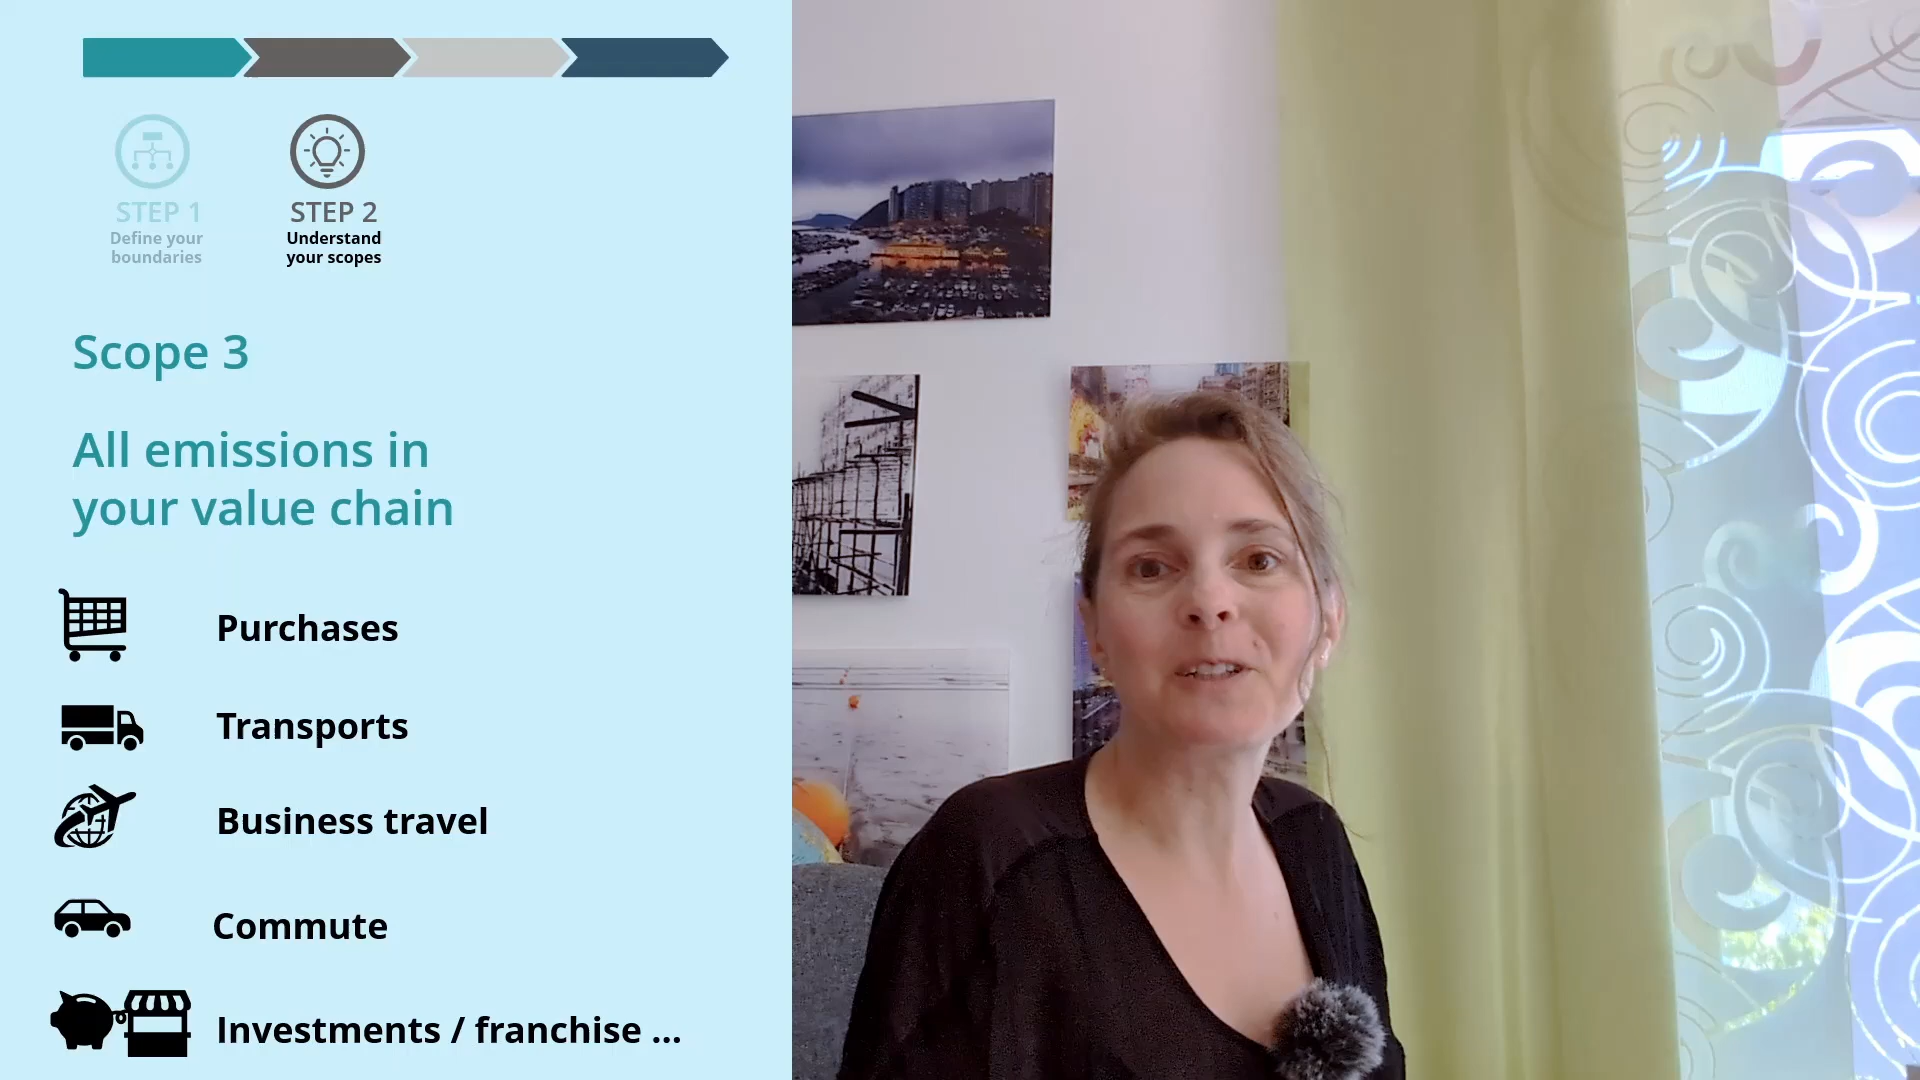 STEP 1
Define your
boundaries
STEP 2
Understand
your scopes
Scope 3
All emissions in
your value chain
Purchases
Transports
Business travel
Commute
Investments / franchise ...